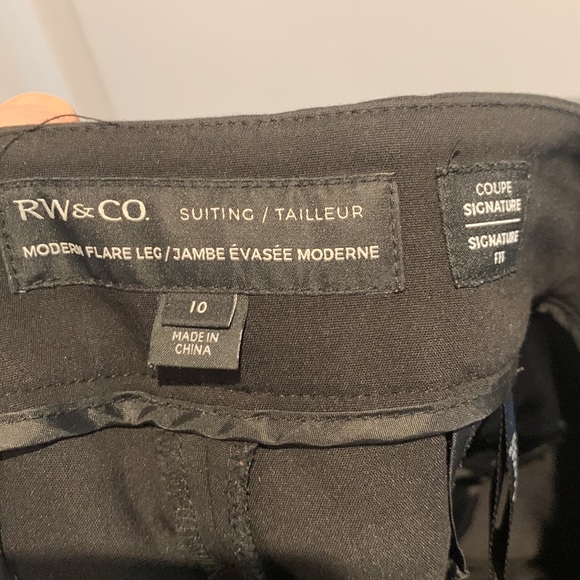 RW&CO. SUITING / TAILLEUR
MODERN FLARE LEG / JAMBE ÉVASÉE MODERNE
COUPE
SIGNATURE
SIGNATURE
FIT
10
MADE IN
CHINA